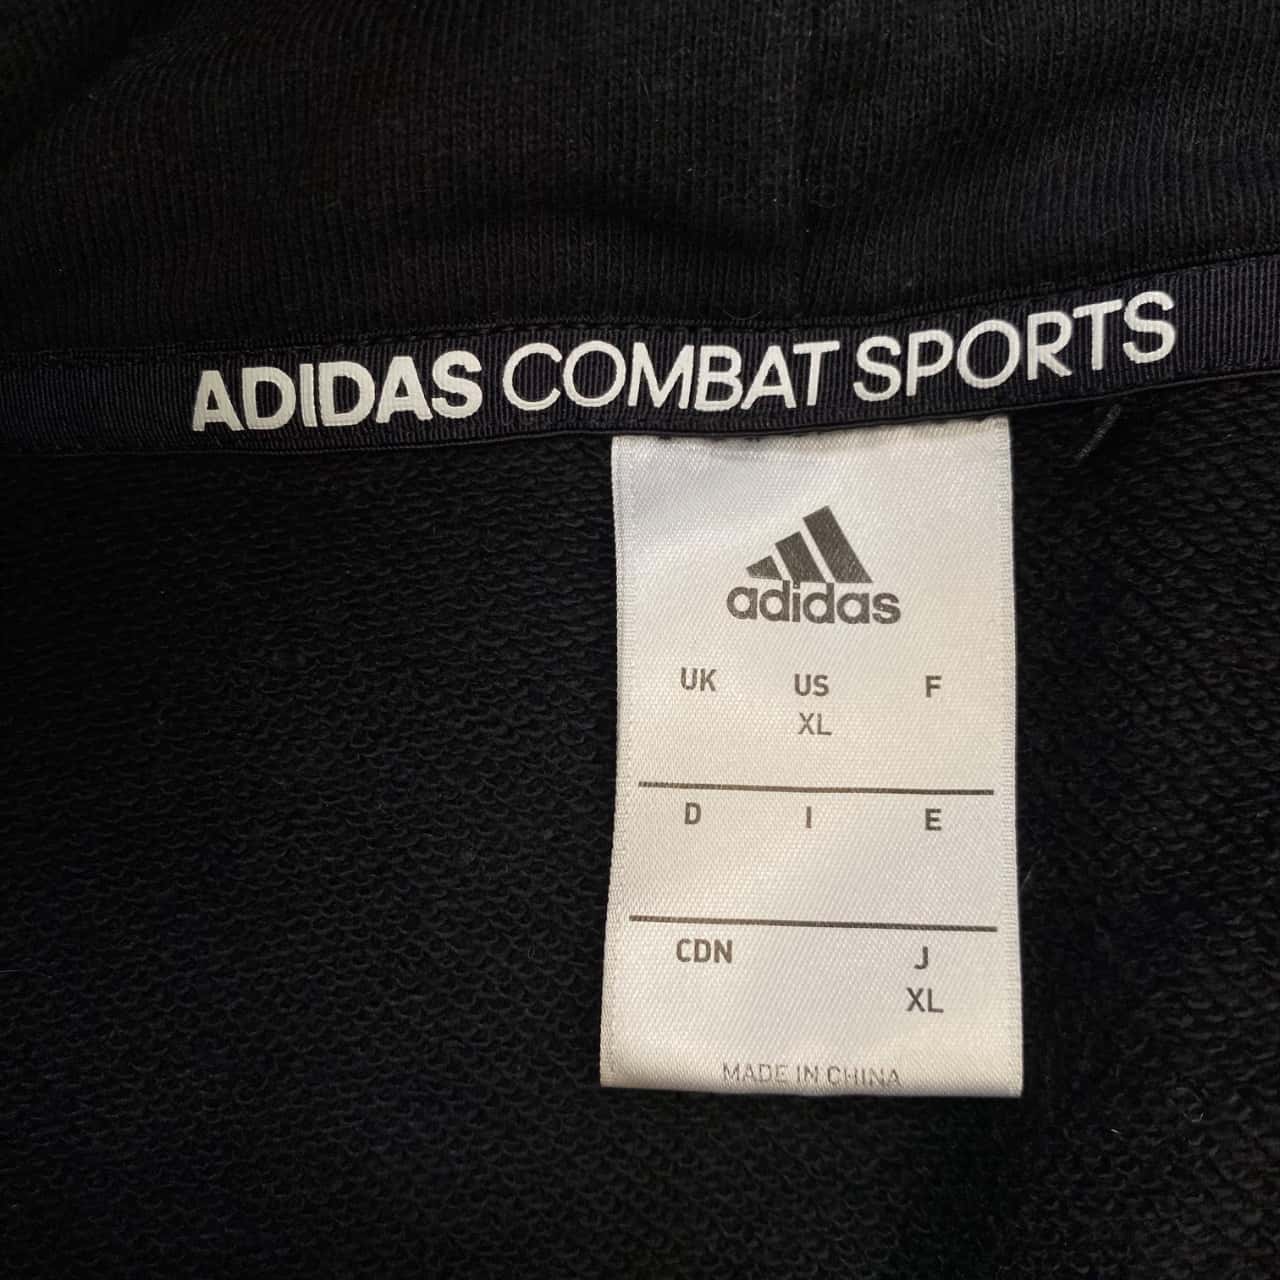 ADIDAS COMBAT SPORTS
adidas
UK US F
XL
D I E
CDN J
XL
MADE IN CHINA